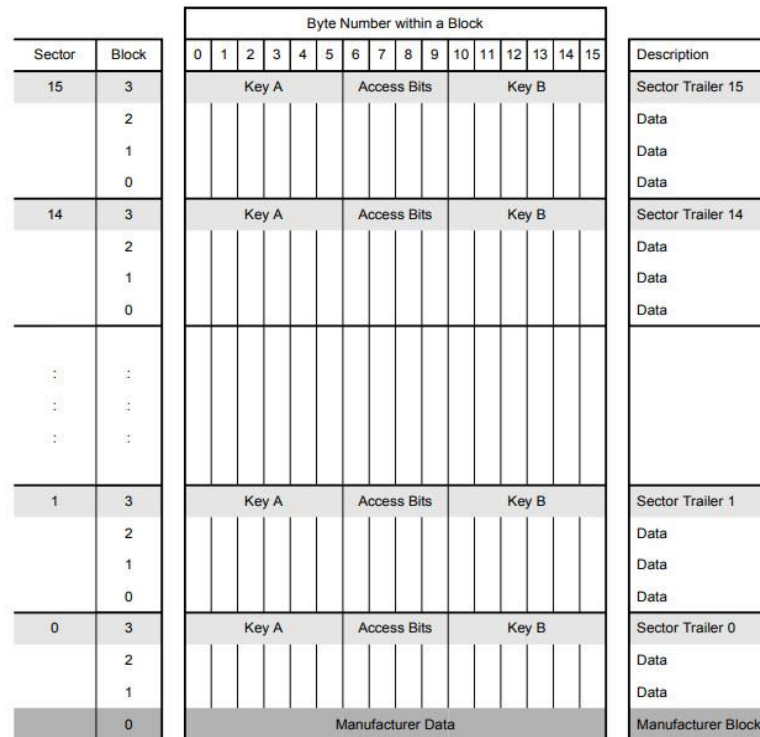 Byte Number within a Block
Sector Block 0 1 2 3 4 5 6 7 8 9 10 11 12 13 14 15 Description
15 3 Key A Access Bits Key B Sector Trailer 15
2 Data
1 Data
0 Data
14 3 Key A Access Bits Key B Sector Trailer 14
2 Data
1 Data
0 Data
: :
: :
: :
1 3 Key A Access Bits Key B Sector Trailer 1
2 Data
1 Data
0 Data
0 3 Key A Access Bits Key B Sector Trailer 0
2 Data
1 Data
0 Manufacturer Data Manufacturer Block